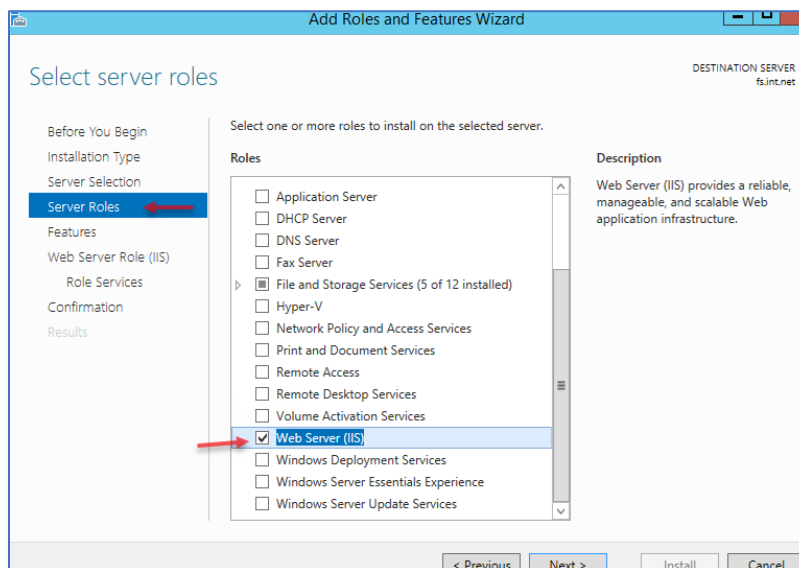 Add Roles and Features Wizard
Select server roles
DESTINATION SERVER
fs.int.net
Before You Begin
Installation Type
Server Selection
Server Roles
Features
Web Server Role (IIS)
Role Services
Confirmation
Results
Select one or more roles to install on the selected server.
Roles
Application Server
DHCP Server
DNS Server
Fax Server
File and Storage Services (5 of 12 installed)
Hyper-V
Network Policy and Access Services
Print and Document Services
Remote Access
Remote Desktop Services
Volume Activation Services
Web Server (IIS)
Windows Deployment Services
Windows Server Essentials Experience
Windows Server Update Services
Description
Web Server (IIS) provides a reliable,
manageable, and scalable Web
application infrastructure.
< Previous
Next >
Install
Cancel